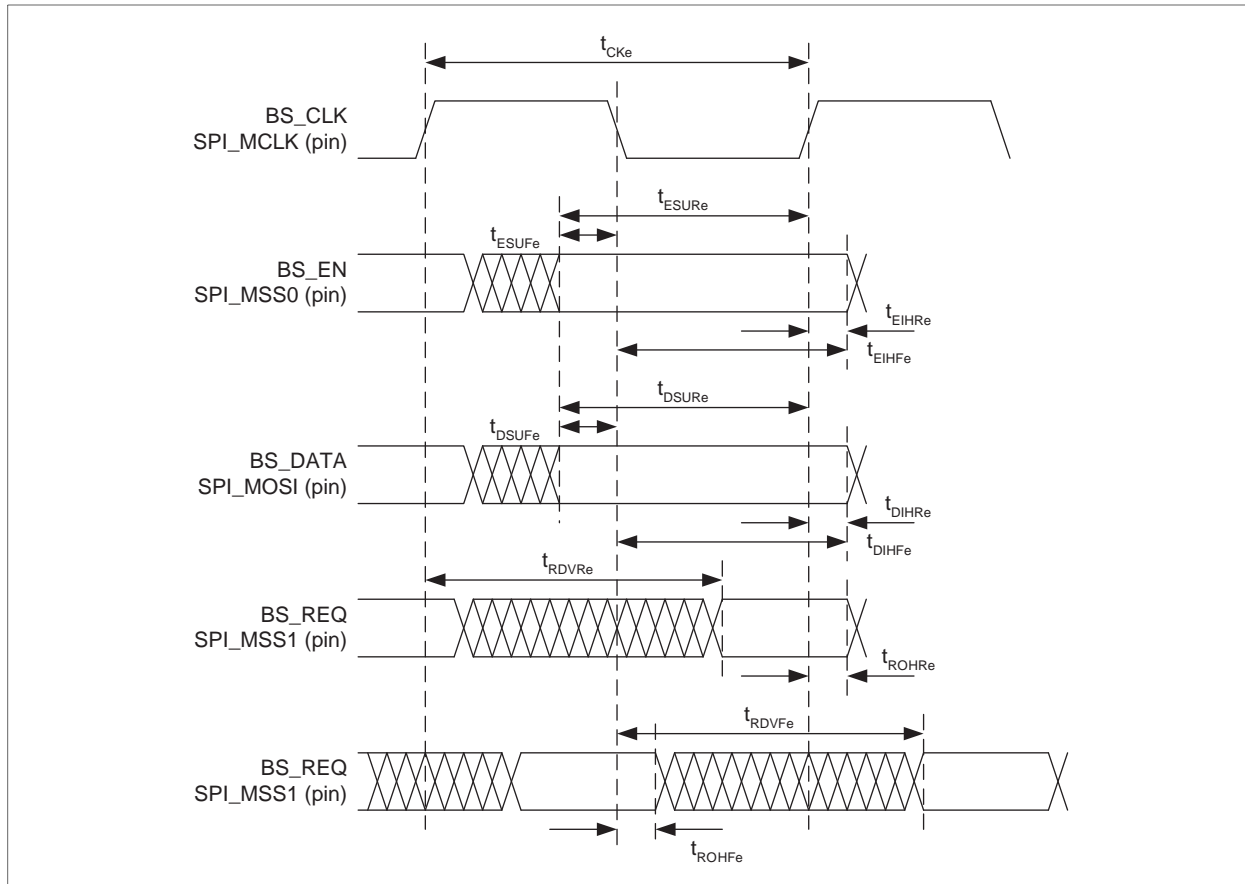 tCKe
BS_CLK
SPI_MCLK (pin)
tESURe
tESUFe
BS_EN
SPI_MSS0 (pin)
tEIHRe
tEIHFe
tDSURe
tDSUFe
BS_DATA
SPI_MOSI (pin)
tDIHRe
tDIHFe
tRDVRe
BS_REQ
SPI_MSS1 (pin)
tROHRe
tRDVFe
BS_REQ
SPI_MSS1 (pin)
tROHFe